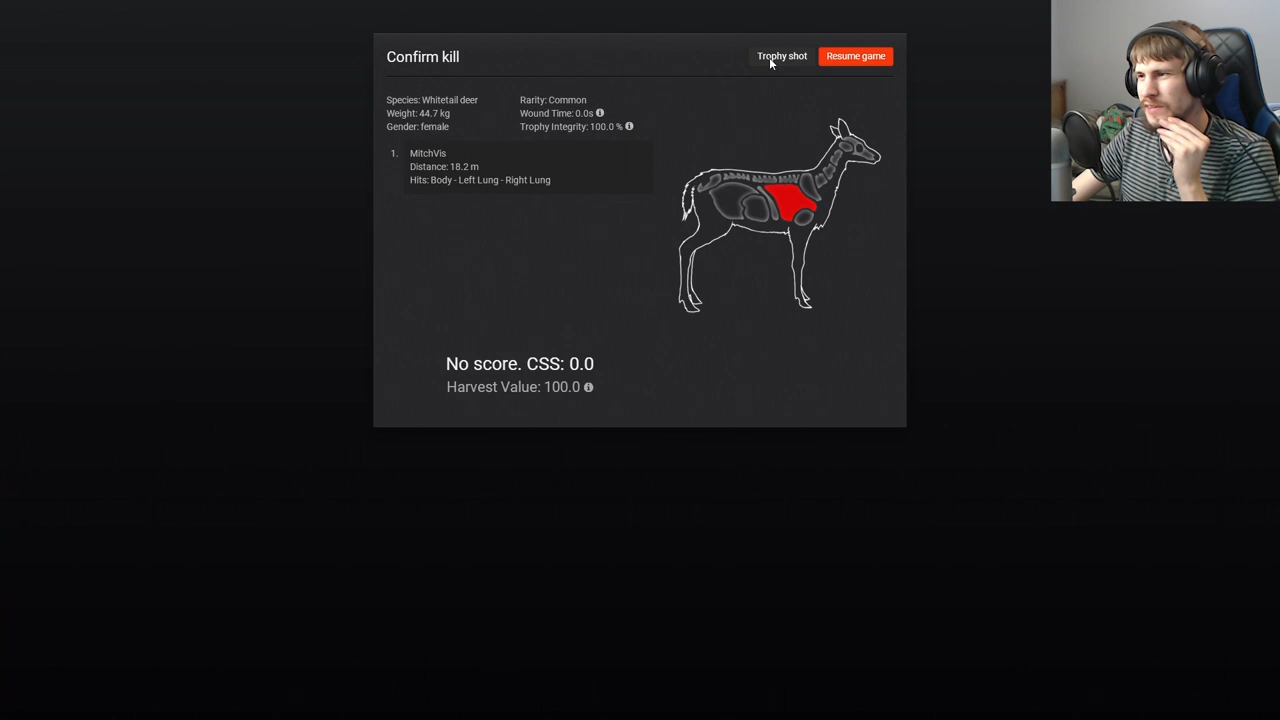 Confirm kill
Trophy shot
Resume game
Species: Whitetail deer
Weight: 44.7 kg
Gender: female
Rarity: Common
Wound Time: 0.0s
Trophy Integrity: 100.0 %
1.
MitchVis
Distance: 18.2 m
Hits: Body - Left Lung - Right Lung
No score. CSS: 0.0
Harvest Value: 100.0